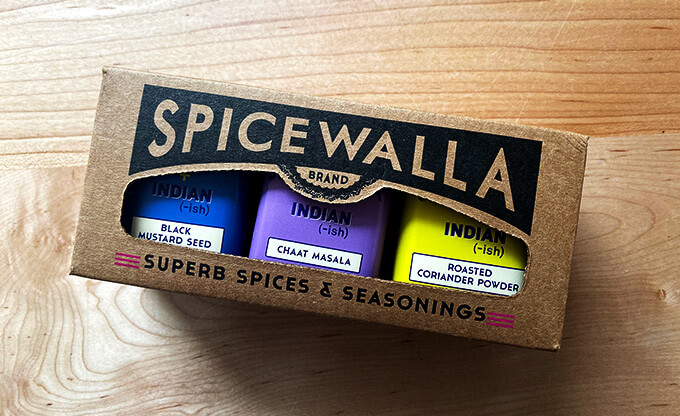 SPICEWALLA
BRAND
INDIAN
(-ish)
BLACK
MUSTARD SEED
INDIAN
(-ish)
CHAAT MASALA
INDIAN
(-ish)
ROASTED
CORIANDER POWDER
SUPERB SPICES & SEASONINGS